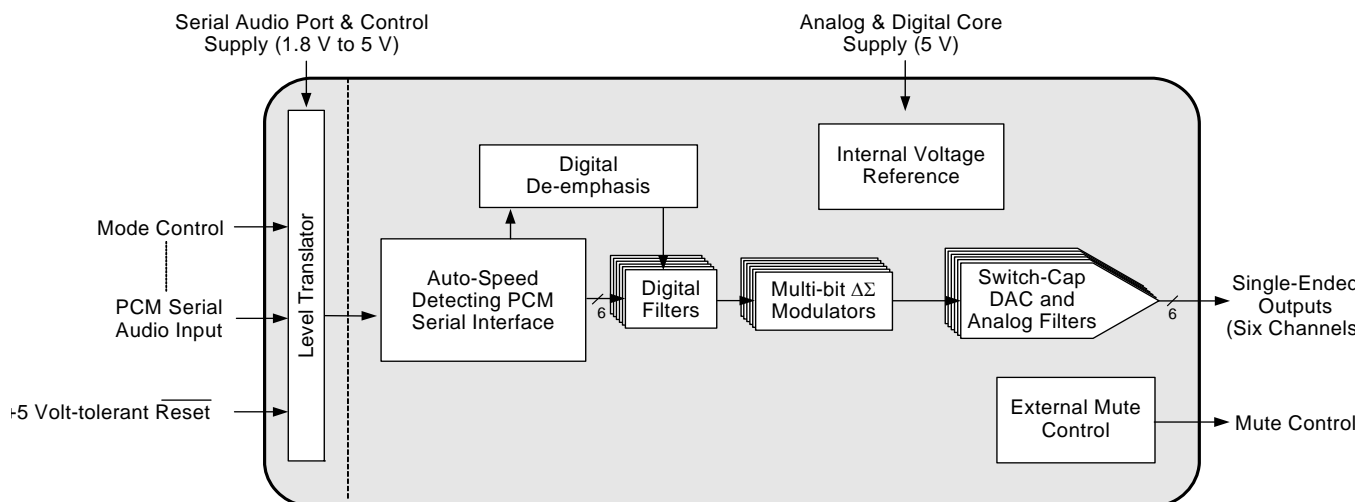 Serial Audio Port & Control
Supply (1.8 V to 5 V)
Analog & Digital Core
Supply (5 V)
Internal Voltage
Reference
Digital
De-emphasis
Mode Control
Level Translator
Auto-Speed
Detecting PCM
Serial Interface
6
Digital
Filters
Multi-bit ΔΣ
Modulators
Switch-Cap
DAC and
Analog Filters
6
Single-Ended
Outputs
(Six Channels
PCM Serial
Audio Input
+5 Volt-tolerant Reset
External Mute
Control
Mute Control